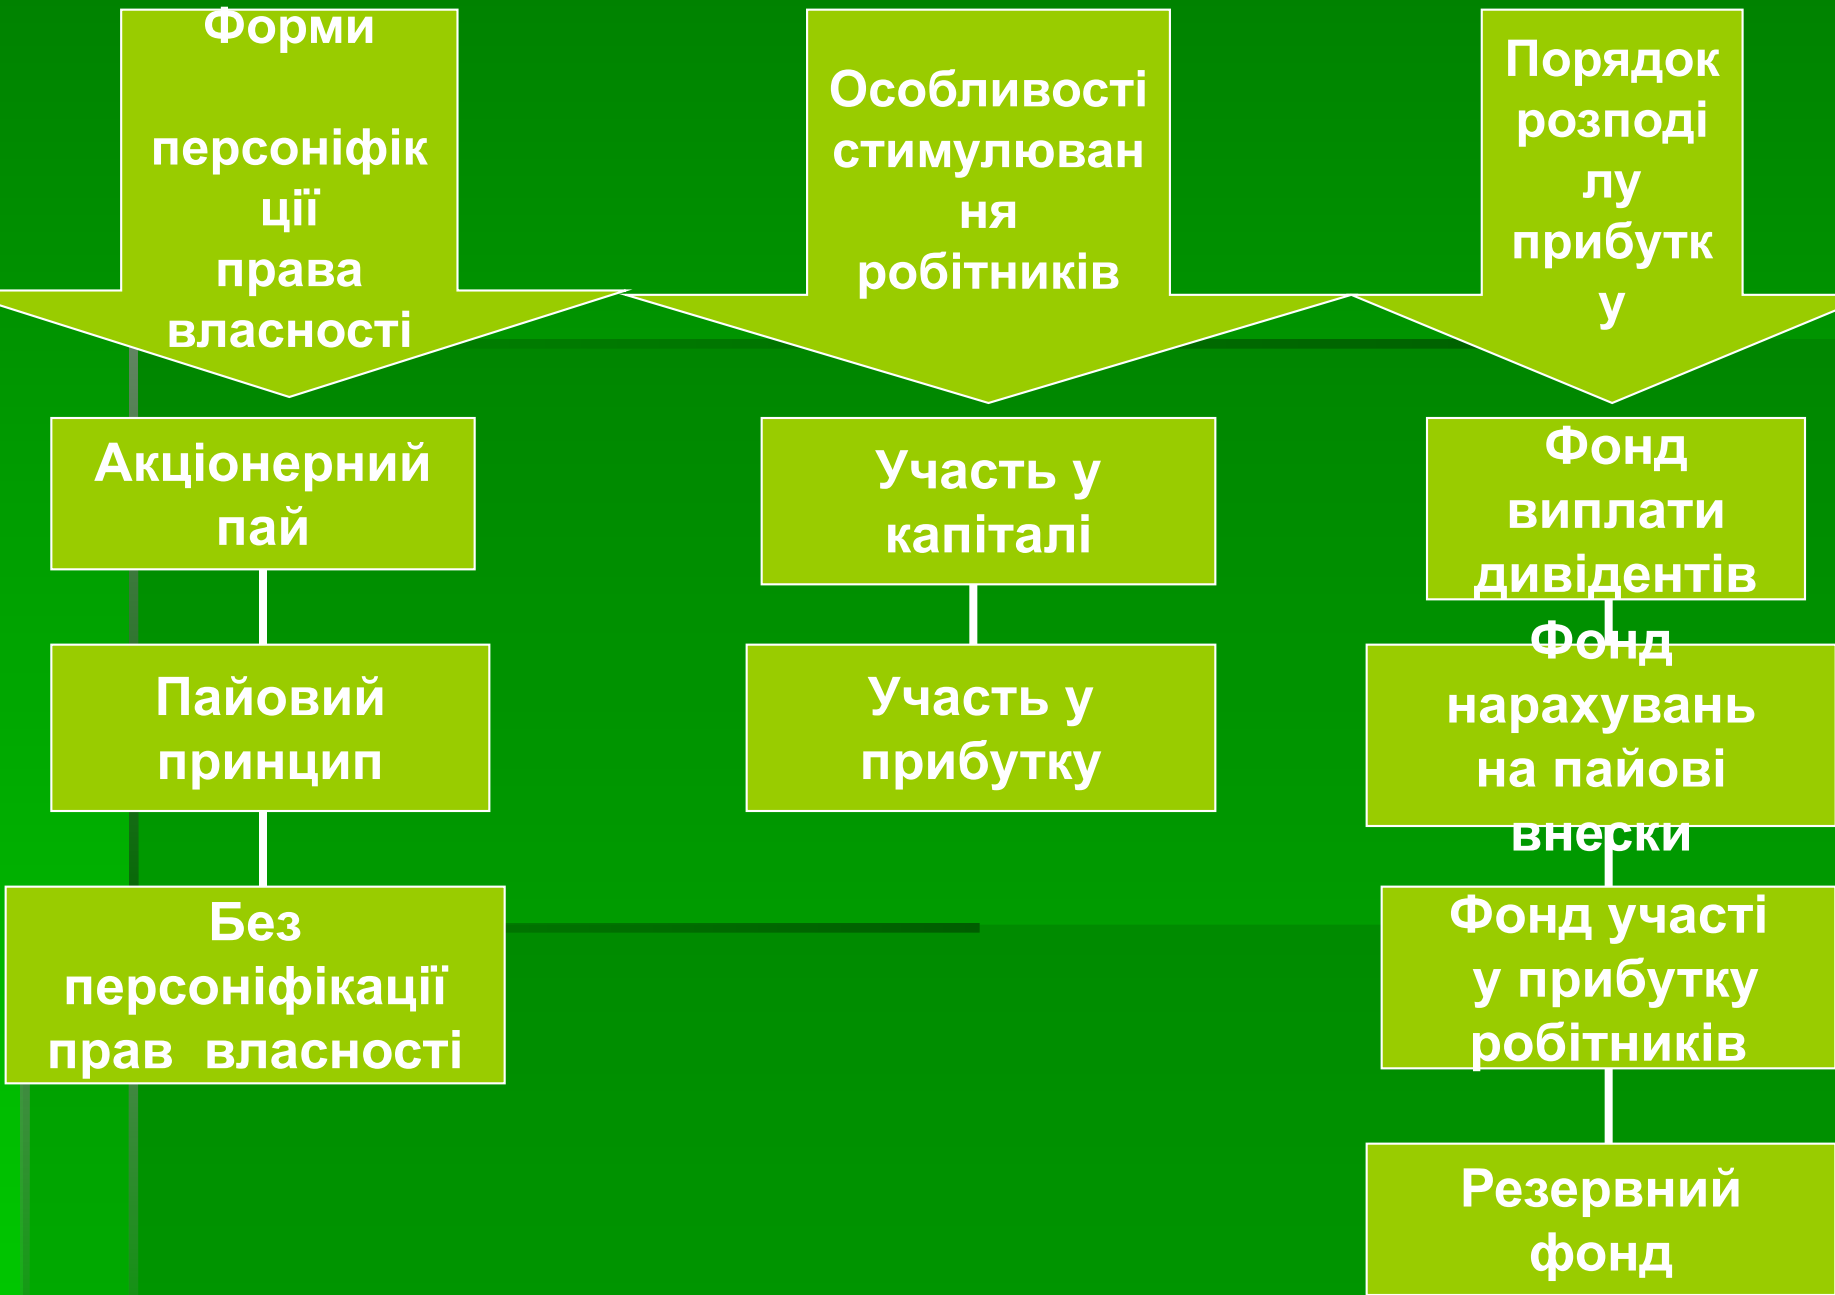 Форми
персоніфік
ції
права
власності
Особливості
стимулюван
ня
робітників
Порядок
розподі
лу
прибутк
у
Акціонерний
пай
Пайовий
принцип
Без
персоніфікації
прав власності
Участь у
капіталі
Участь у
прибутку
Фонд
виплати
дивідентів
Фонд
нарахувань
на пайові
внески
Фонд участі
у прибутку
робітників
Резервний
фонд